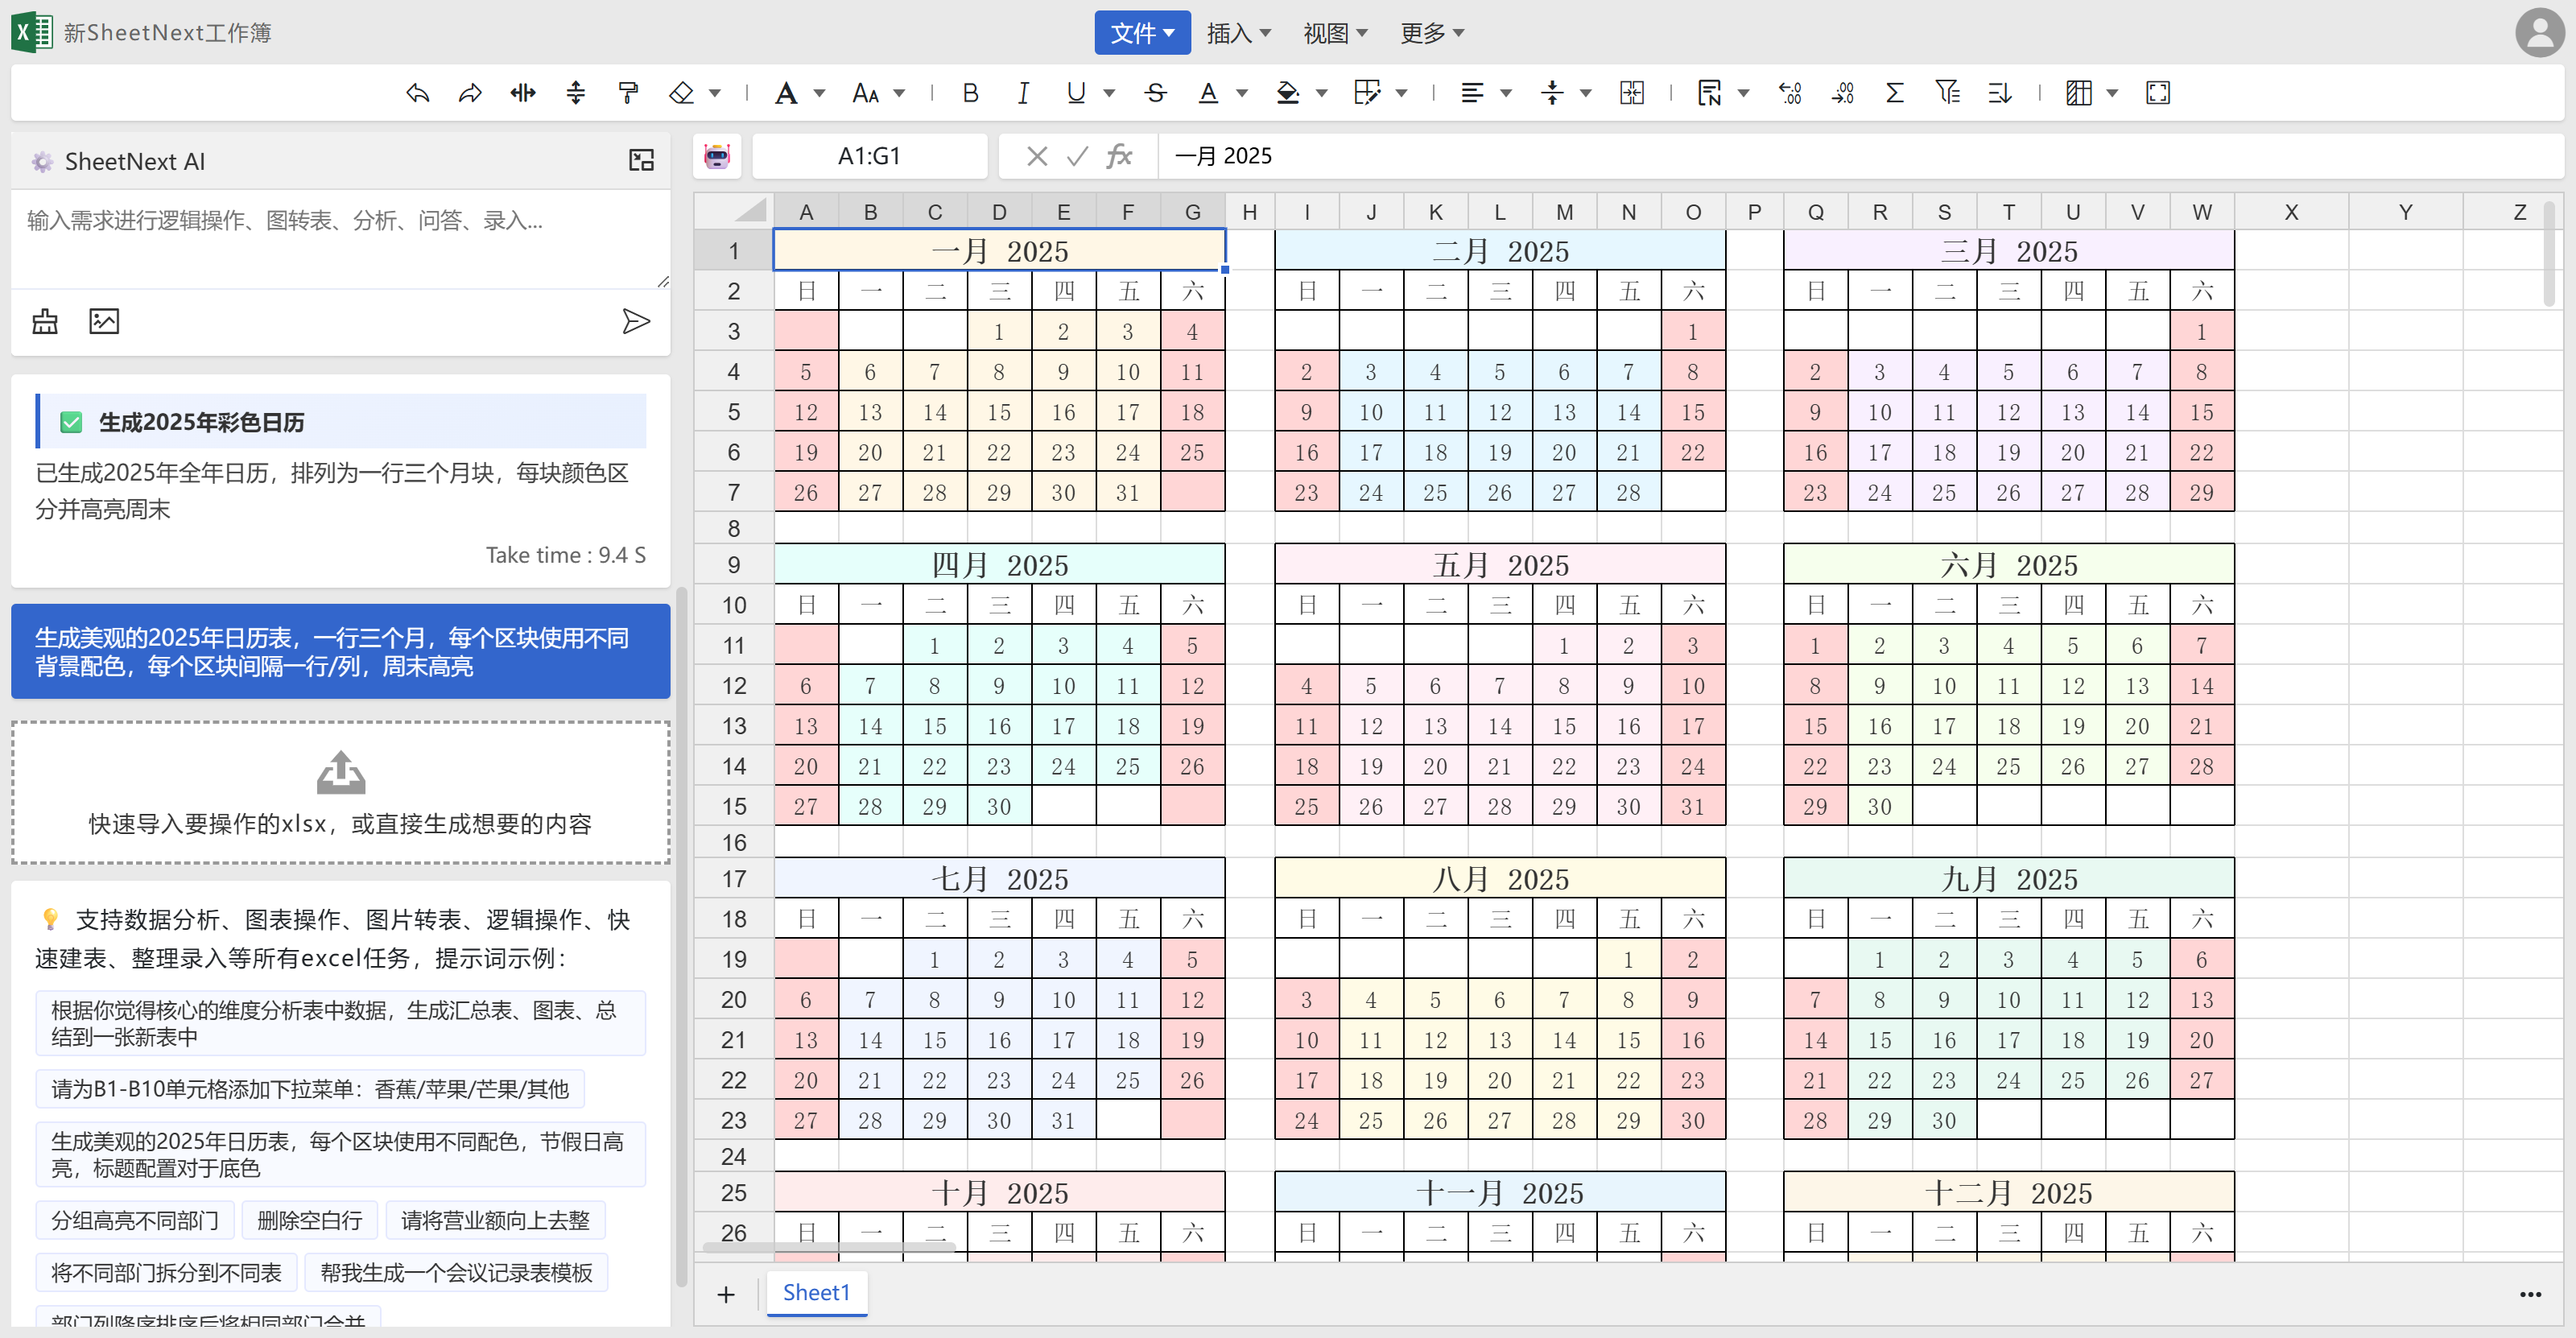 新SheetNext工作簿
文件 插入 视图 更多
SheetNext AI
A1:G1 一月 2025
输入需求进行逻辑操作、图转表、分析、问答、录入...
生成2025年彩色日历
已生成2025年全年日历，排列为一行三个月块，每块颜色区
分并高亮周末
Take time : 9.4 S
生成美观的2025年日历表，一行三个月，每个区块使用不同
背景配色，每个区块间隔一行/列，周末高亮
快速导入要操作的xlsx，或直接生成想要的内容
💡 支持数据分析、图表操作、图片转表、逻辑操作、快
速建表、整理录入等所有excel任务，提示词示例：
根据你觉得核心的维度分析表中数据，生成汇总表、图表、总
结到一张新表中
请为B1-B10单元格添加下拉菜单：香蕉/苹果/芒果/其他
生成美观的2025年日历表，每个区块使用不同配色，节假日高
亮，标题配置对于底色
分组高亮不同部门 删除空白行 请将营业额向上去整
将不同部门拆分到不同表 帮我生成一个会议记录表模板
部门列降序排序后将相同部门合并
A B C D E F G H I J K L M N O P Q R S T U V W X Y Z
1 一月 2025 二月 2025 三月 2025
2 日 一 二 三 四 五 六 日 一 二 三 四 五 六 日 一 二 三 四 五 六
3 1 2 3 4 1 1
4 5 6 7 8 9 10 11 2 3 4 5 6 7 8 2 3 4 5 6 7 8
5 12 13 14 15 16 17 18 9 10 11 12 13 14 15 9 10 11 12 13 14 15
6 19 20 21 22 23 24 25 16 17 18 19 20 21 22 16 17 18 19 20 21 22
7 26 27 28 29 30 31 23 24 25 26 27 28 23 24 25 26 27 28 29
8
9 四月 2025 五月 2025 六月 2025
10 日 一 二 三 四 五 六 日 一 二 三 四 五 六 日 一 二 三 四 五 六
11 1 2 3 4 5 1 2 3 1 2 3 4 5 6 7
12 6 7 8 9 10 11 12 4 5 6 7 8 9 10 8 9 10 11 12 13 14
13 13 14 15 16 17 18 19 11 12 13 14 15 16 17 15 16 17 18 19 20 21
14 20 21 22 23 24 25 26 18 19 20 21 22 23 24 22 23 24 25 26 27 28
15 27 28 29 30 25 26 27 28 29 30 31 29 30
16
17 七月 2025 八月 2025 九月 2025
18 日 一 二 三 四 五 六 日 一 二 三 四 五 六 日 一 二 三 四 五 六
19 1 2 3 4 5 1 2 1 2 3 4 5 6
20 6 7 8 9 10 11 12 3 4 5 6 7 8 9 7 8 9 10 11 12 13
21 13 14 15 16 17 18 19 10 11 12 13 14 15 16 14 15 16 17 18 19 20
22 20 21 22 23 24 25 26 17 18 19 20 21 22 23 21 22 23 24 25 26 27
23 27 28 29 30 31 24 25 26 27 28 29 30 28 29 30
24
25 十月 2025 十一月 2025 十二月 2025
26 日 一 二 三 四 五 六 日 一 二 三 四 五 六 日 一 二 三 四 五 六
Sheet1